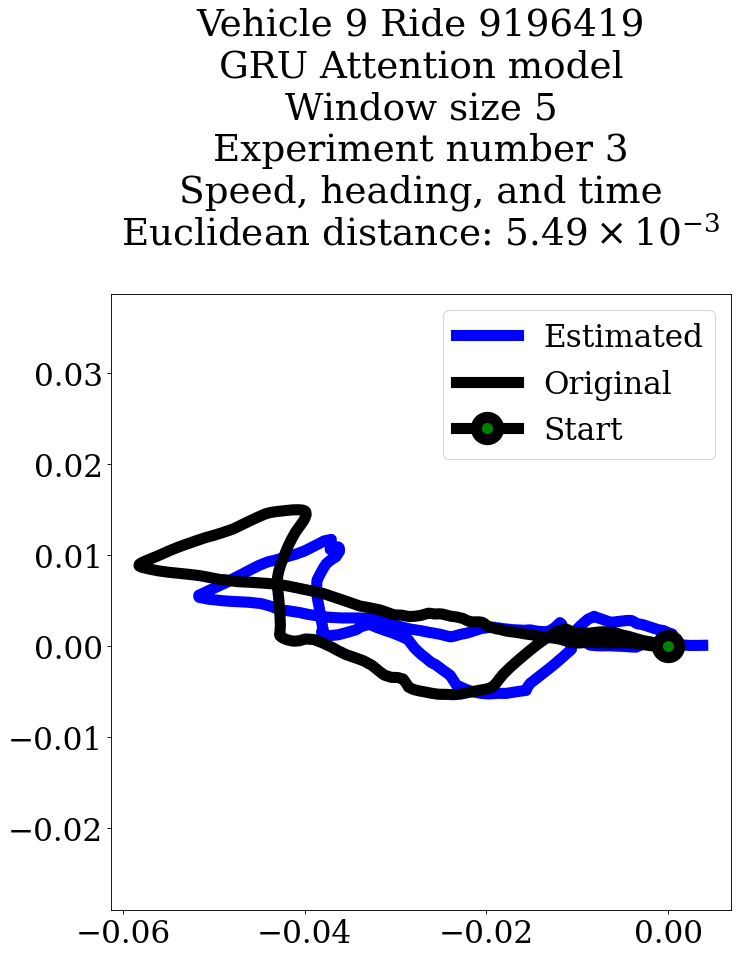 Vehicle 9 Ride 9196419
GRU Attention model
Window size 5
Experiment number 3
Speed, heading, and time
Euclidean distance: 5.49 × 10⁻³
Estimated
Original
Start
0.03
0.02
0.01
0.00
−0.01
−0.02
−0.06
−0.04
−0.02
0.00